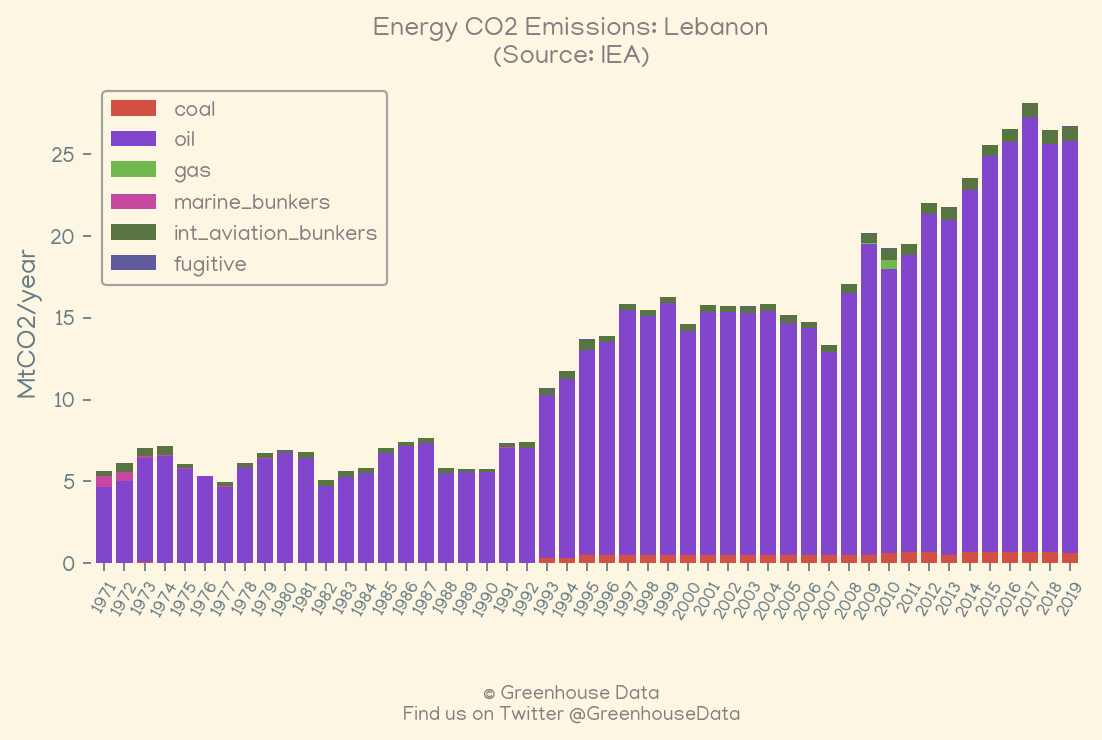 Energy CO2 Emissions: Lebanon
(Source: IEA)
coal
oil
gas
marine_bunkers
int_aviation_bunkers
fugitive
MtCO2/year
25
20
15
10
5
0
1971 1972 1973 1974 1975 1976 1977 1978 1979 1980 1981 1982 1983 1984 1985 1986 1987 1988 1989 1990 1991 1992 1993 1994 1995 1996 1997 1998 1999 2000 2001 2002 2003 2004 2005 2006 2007 2008 2009 2010 2011 2012 2013 2014 2015 2016 2017 2018 2019
© Greenhouse Data
Find us on Twitter @GreenhouseData